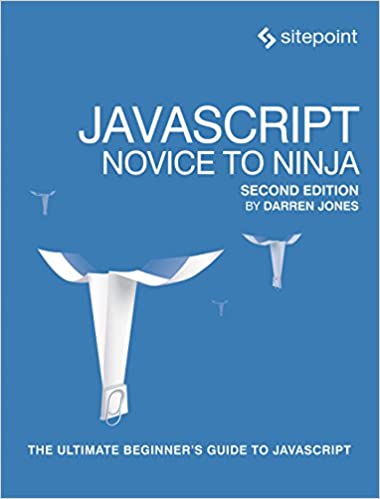 sitepoint
JAVASCRIPT
NOVICE TO NINJA
SECOND EDITION
BY DARREN JONES
THE ULTIMATE BEGINNER'S GUIDE TO JAVASCRIPT